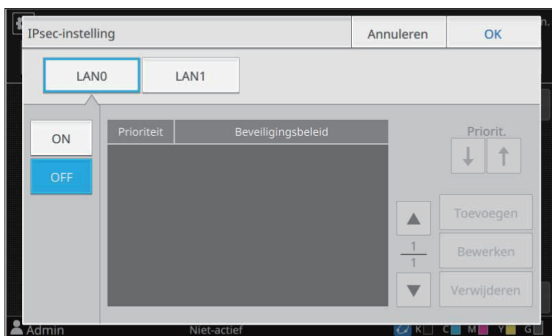 IPsec-instelling
Annuleren
OK
LAN0
LAN1
ON
OFF
Prioriteit
Beveiligingsbeleid
Priorit.
↓ ↑
▲
1
1
▼
Toevoegen
Bewerken
Verwijderen
Admin
Niet-actief
K C M Y G